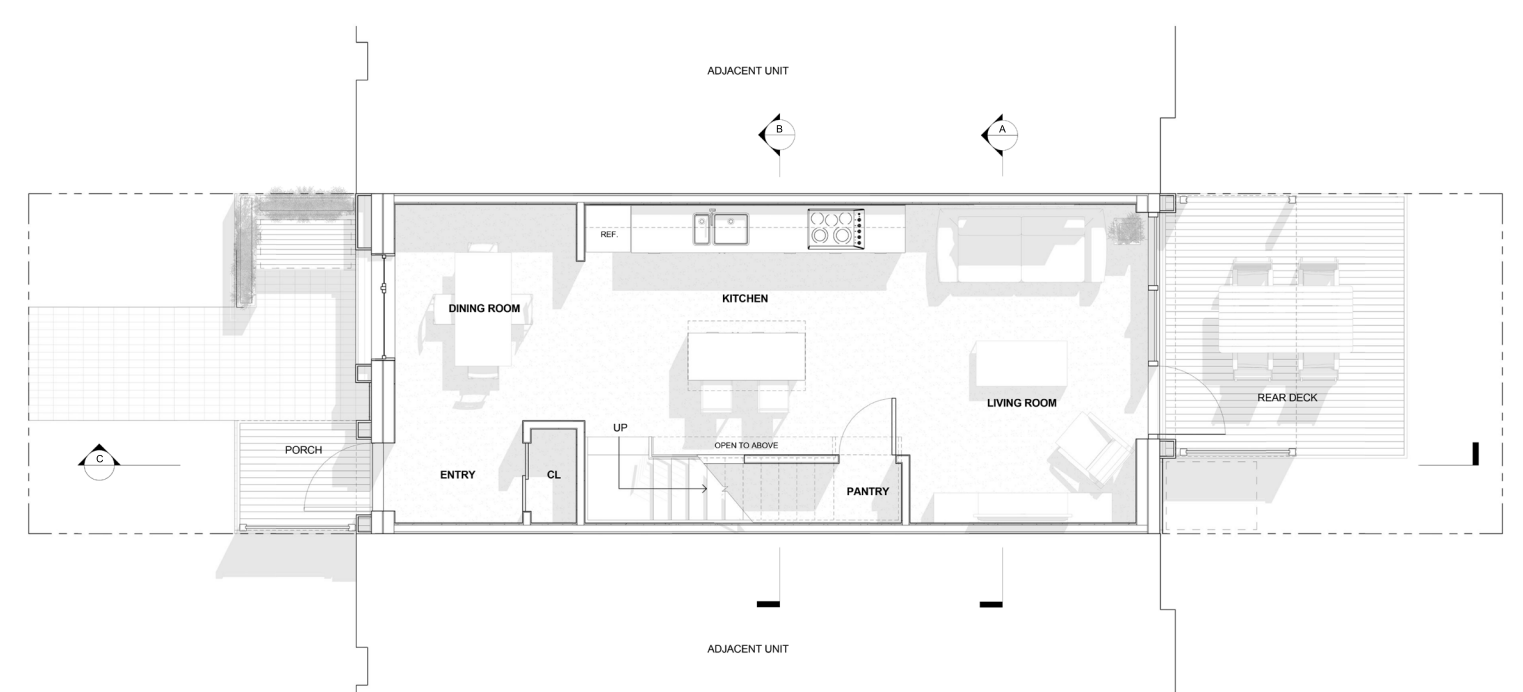 ADJACENT UNIT
B
A
REF.
KITCHEN
DINING ROOM
REAR DECK
LIVING ROOM
UP
OPEN TO ABOVE
PORCH
C
ENTRY
CL
PANTRY
ADJACENT UNIT